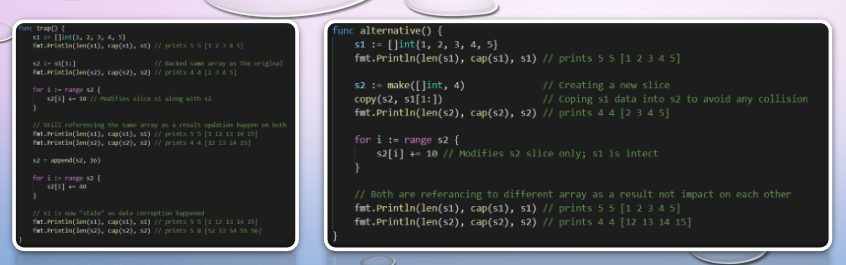 func trap() {
s1 := []int{1, 2, 3, 4, 5}
fmt.Println(len(s1), cap(s1), s1) // prints 5 5 [1 2 3 4 5]
s2 := s1[1:] // Backed same array as the original
fmt.Println(len(s2), cap(s2), s2) // prints 4 4 [2 3 4 5]
for i := range s2 {
s2[i] += 10 // Modifies slice s1 along with s2
}
// Still referencing the same array as a result updation happen on both
fmt.Println(len(s1), cap(s1), s1) // prints 5 5 [1 12 13 14 15]
fmt.Println(len(s2), cap(s2), s2) // prints 4 4 [12 13 14 15]
s2 = append(s2, 16)
for i := range s2 {
s2[i] += 40
}
// s1 is now "stale" as data corruption happened
fmt.Println(len(s1), cap(s1), s1) // prints 5 5 [1 12 13 14 15]
fmt.Println(len(s2), cap(s2), s2) // prints 5 8 [52 53 54 55 56]
}
func alternative() {
s1 := []int{1, 2, 3, 4, 5}
fmt.Println(len(s1), cap(s1), s1) // prints 5 5 [1 2 3 4 5]
s2 := make([]int, 4) // Creating a new slice
copy(s2, s1[1:]) // Coping s1 data into s2 to avoid any collision
fmt.Println(len(s2), cap(s2), s2) // prints 4 4 [2 3 4 5]
for i := range s2 {
s2[i] += 10 // Modifies s2 slice only; s1 is intect
}
// Both are referancing to different array as a result not impact on each other
fmt.Println(len(s1), cap(s1), s1) // prints 5 5 [1 2 3 4 5]
fmt.Println(len(s2), cap(s2), s2) // prints 4 4 [12 13 14 15]
}